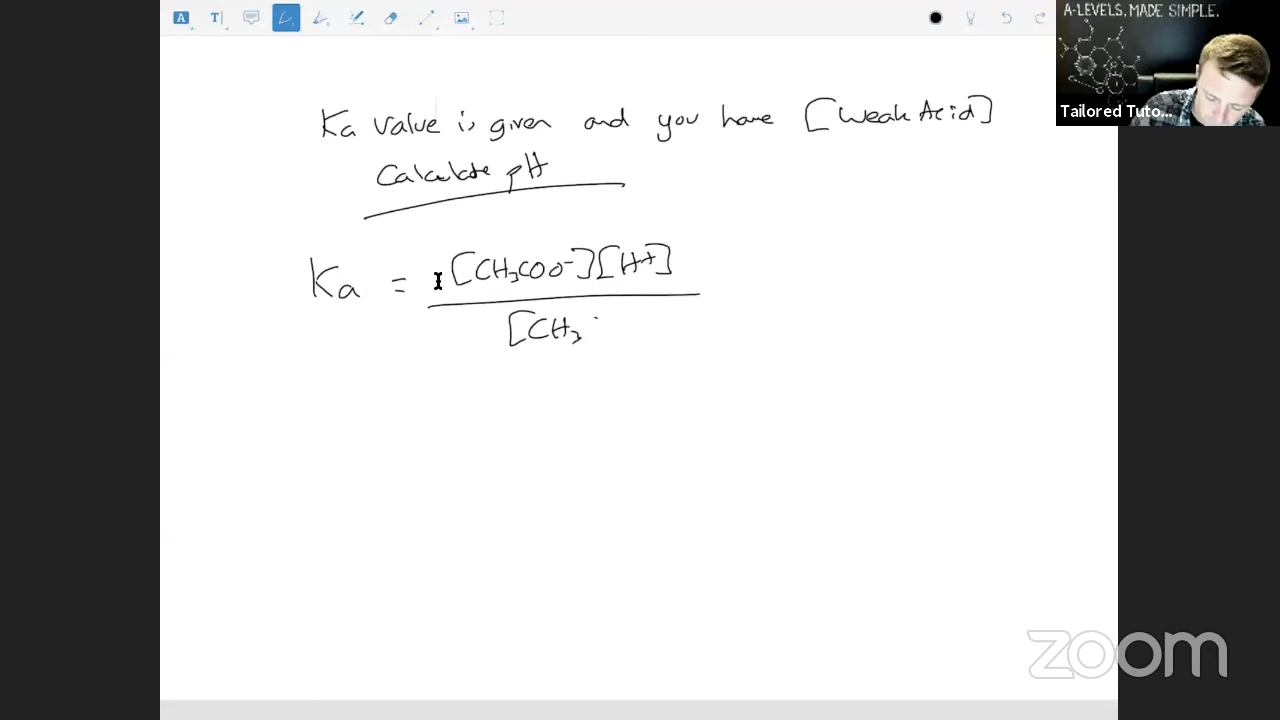 A-LEVELS, MADE SIMPLE.
Tailored Tuto...
Ka value is given and you have [Weak Acid]
Calculate pH
Ka = [CH₃COO⁻][H⁺]
[CH₃
zoom